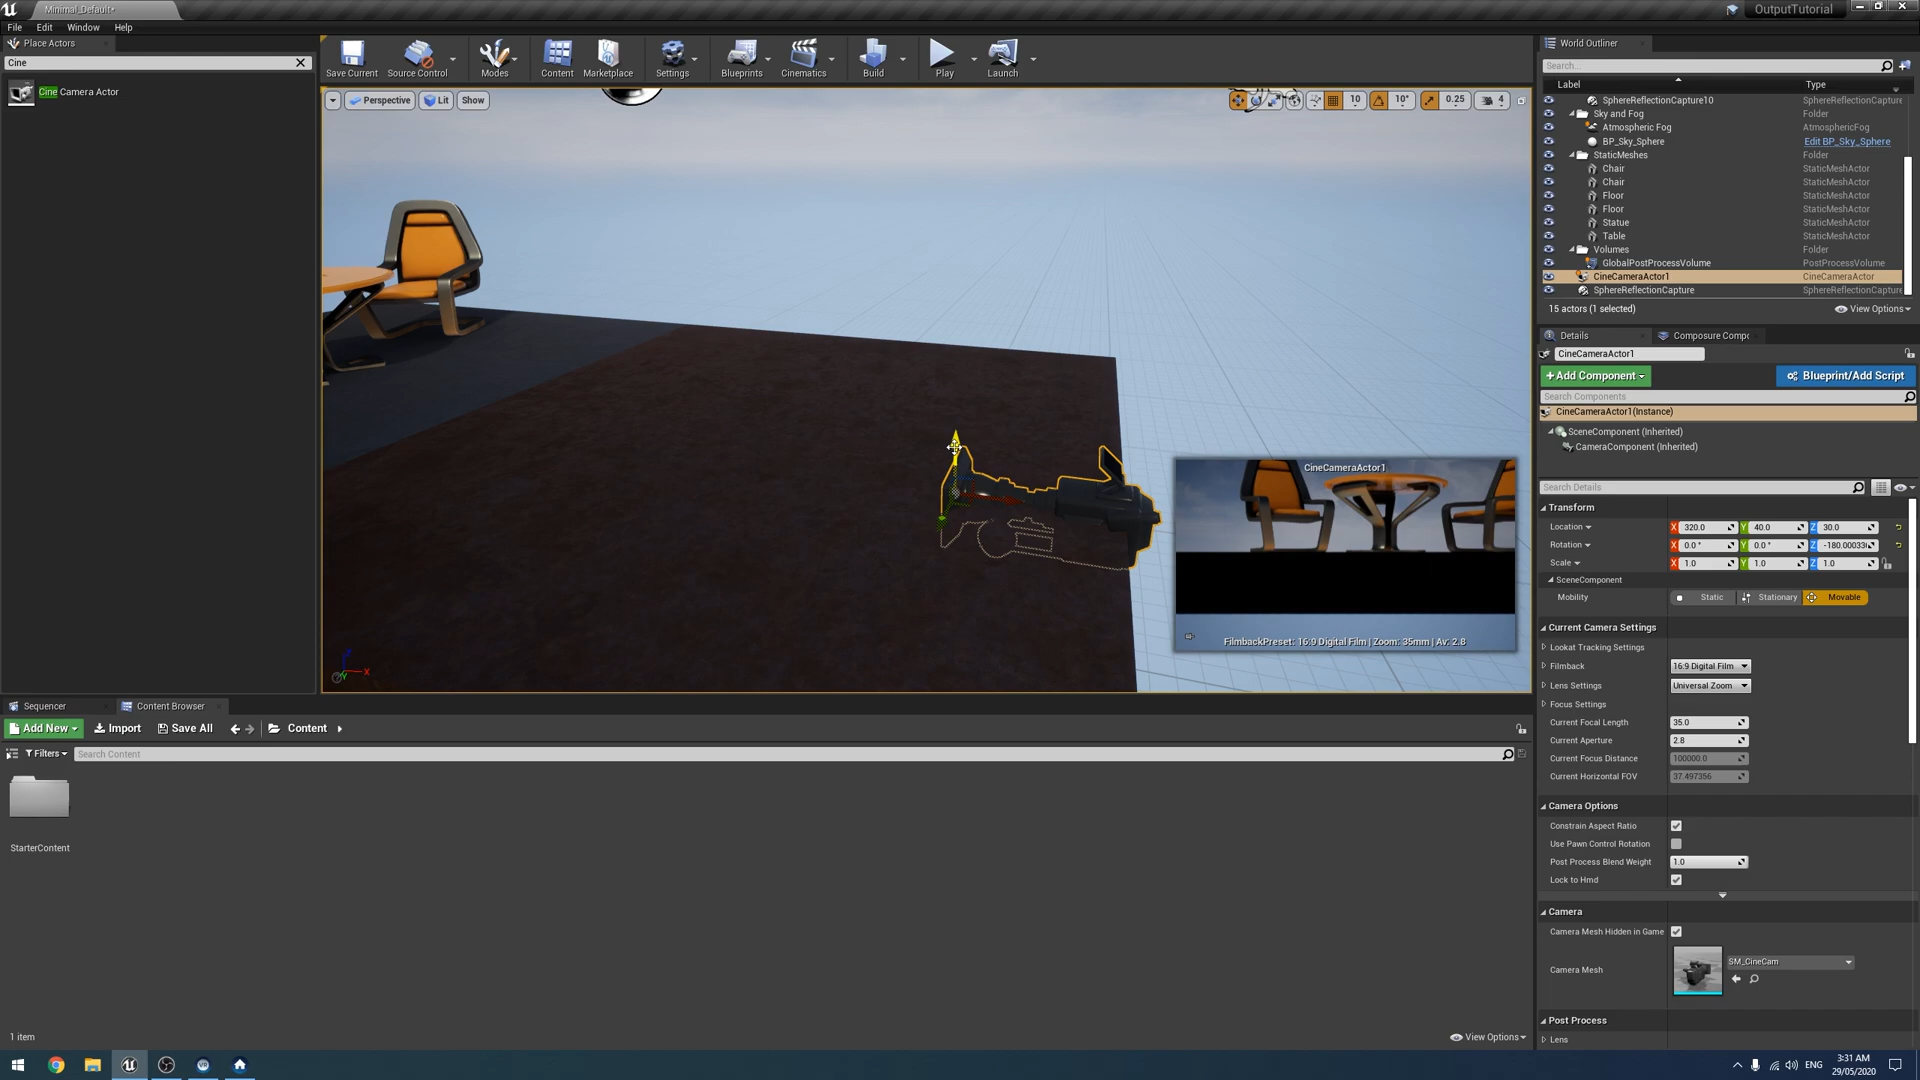 Minimal_Default*
OutputTutorial
File Edit Window Help
Place Actors
Cine
Cine Camera Actor
Save Current
Source Control
Modes
Content
Marketplace
Settings
Blueprints
Cinematics
Build
Play
Launch
Perspective
Lit
Show
10
10°
0.25
4
CineCameraActor1
FilmbackPreset: 16:9 Digital Film | Zoom: 35mm | Av: 2.8
World Outliner
Search...
Label Type
SphereReflectionCapture10 SphereReflectionCapture
Sky and Fog Folder
Atmospheric Fog AtmosphericFog
BP_Sky_Sphere Edit BP_Sky_Sphere
StaticMeshes Folder
Chair StaticMeshActor
Chair StaticMeshActor
Floor StaticMeshActor
Floor StaticMeshActor
Statue StaticMeshActor
Table StaticMeshActor
Volumes Folder
GlobalPostProcessVolume PostProcessVolume
CineCameraActor1 CineCameraActor
SphereReflectionCapture SphereReflectionCapture
15 actors (1 selected) View Options
Details Composure Compo
CineCameraActor1
+Add Component Blueprint/Add Script
Search Components
CineCameraActor1(Instance)
SceneComponent (Inherited)
CameraComponent (Inherited)
Search Details
Transform
Location X 320.0 Y 40.0 Z 30.0
Rotation X 0.0 ° Y 0.0 ° Z
Scale X 1.0 Y 1.0 Z 1.0
SceneComponent
Mobility Static Stationary Movable
Current Camera Settings
Lookat Tracking Settings
Filmback 16:9 Digital Film
Lens Settings Universal Zoom
Focus Settings
Current Focal Length 35.0
Current Aperture 2.8
Current Focus Distance 100000.0
Current Horizontal FOV 37.497356
Camera Options
Constrain Aspect Ratio
Use Pawn Control Rotation
Post Process Blend Weight 1.0
Lock to Hmd
Camera
Camera Mesh Hidden in Game
Camera Mesh SM_CineCam
Post Process
Lens
Sequencer Content Browser
Add New Import Save All Content
Filters Search Content
StarterContent
1 item View Options
ENG
3:31 AM
29/05/2020